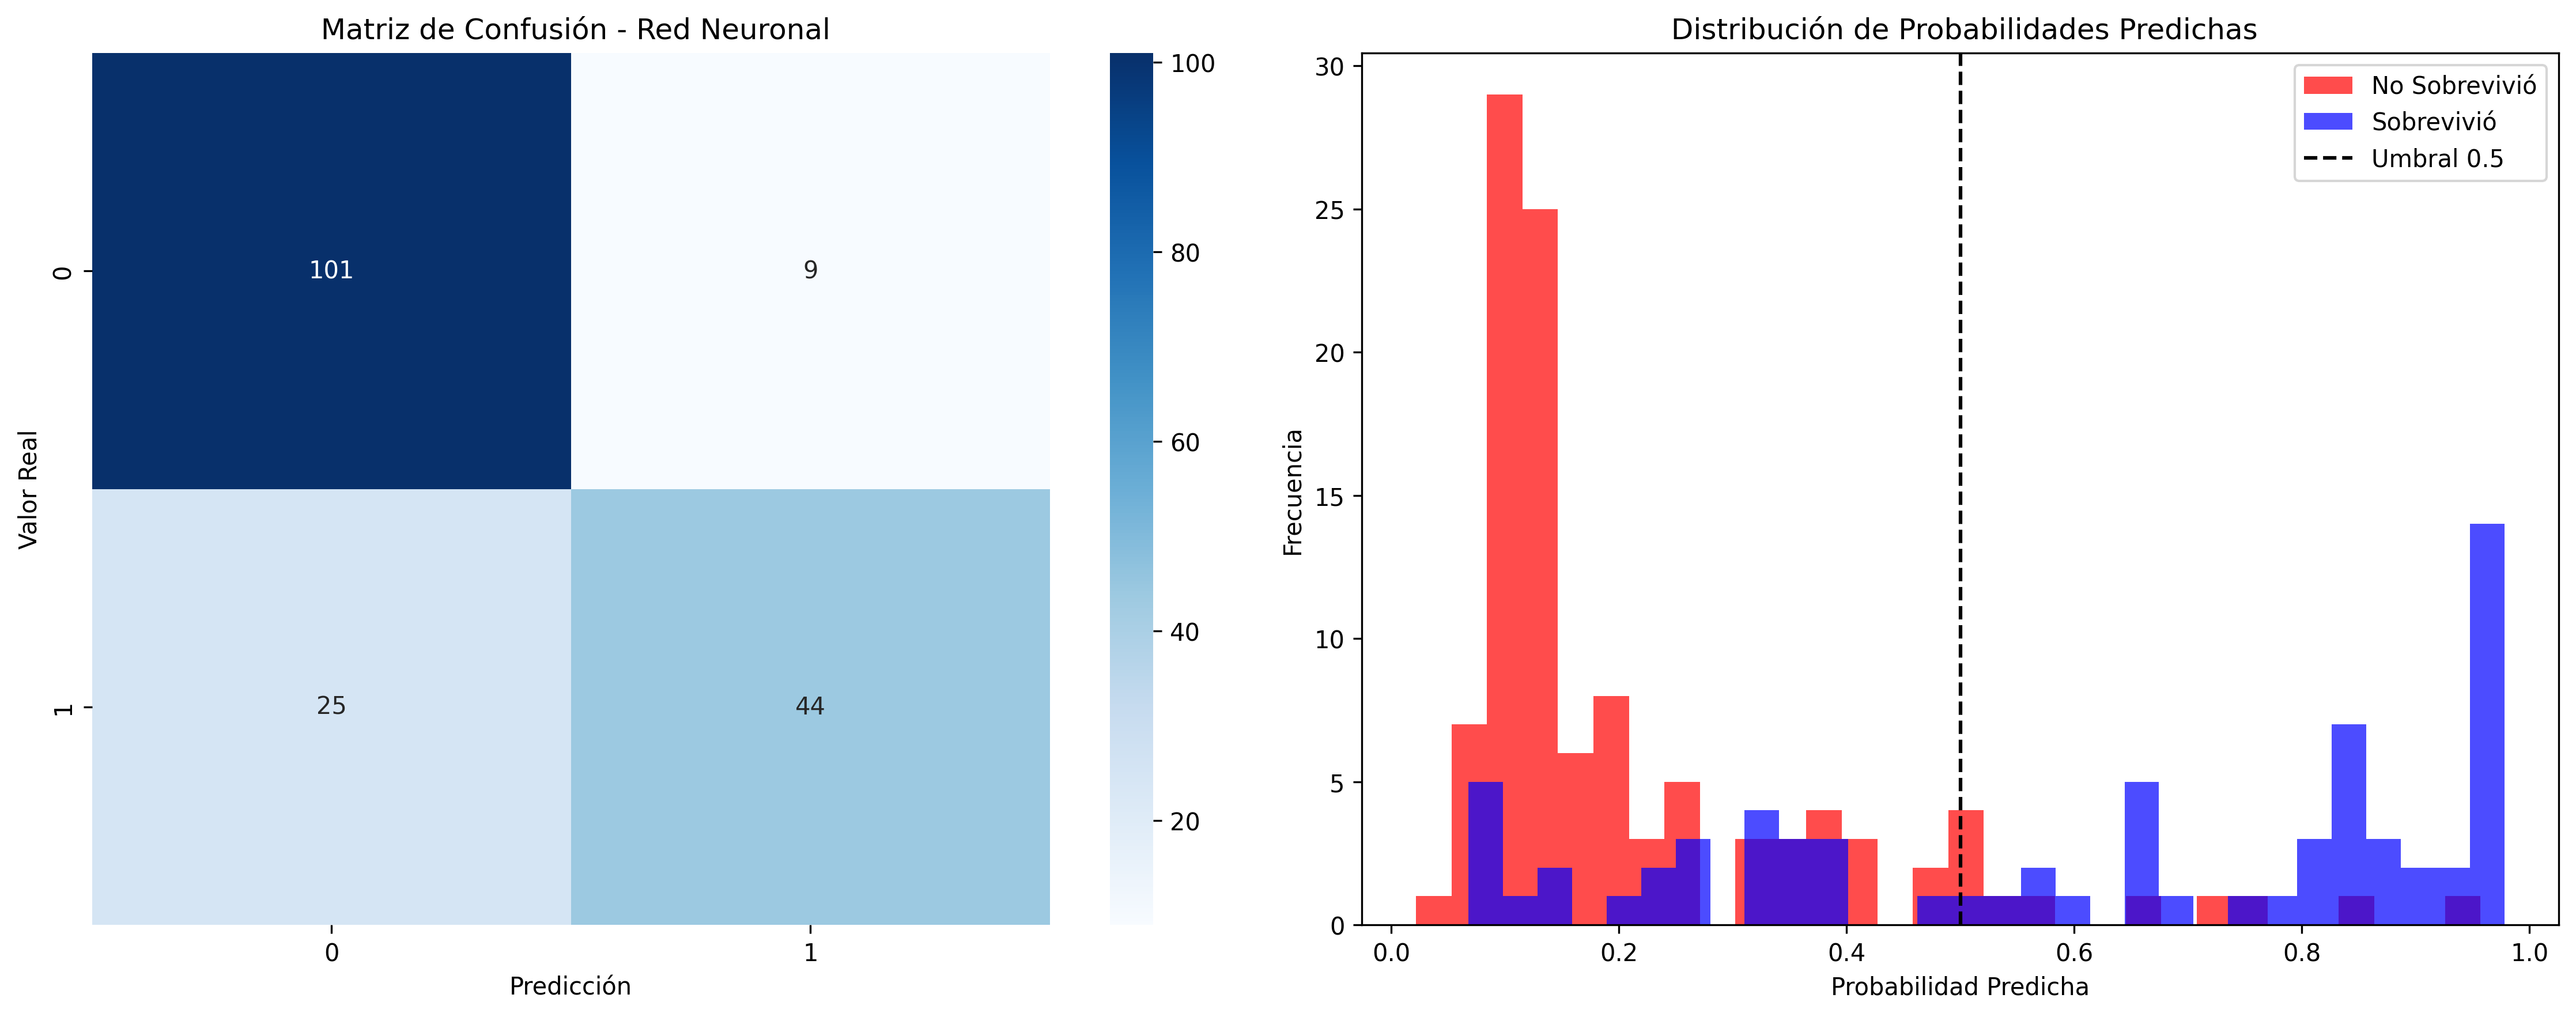 Matriz de Confusión - Red Neuronal
101
9
25
44
0
1
Valor Real
0
1
Predicción
100
80
60
40
20
Distribución de Probabilidades Predichas
No Sobrevivió
Sobrevivió
Umbral 0.5
30
25
20
15
10
5
0
Frecuencia
0.0
0.2
0.4
0.6
0.8
1.0
Probabilidad Predicha